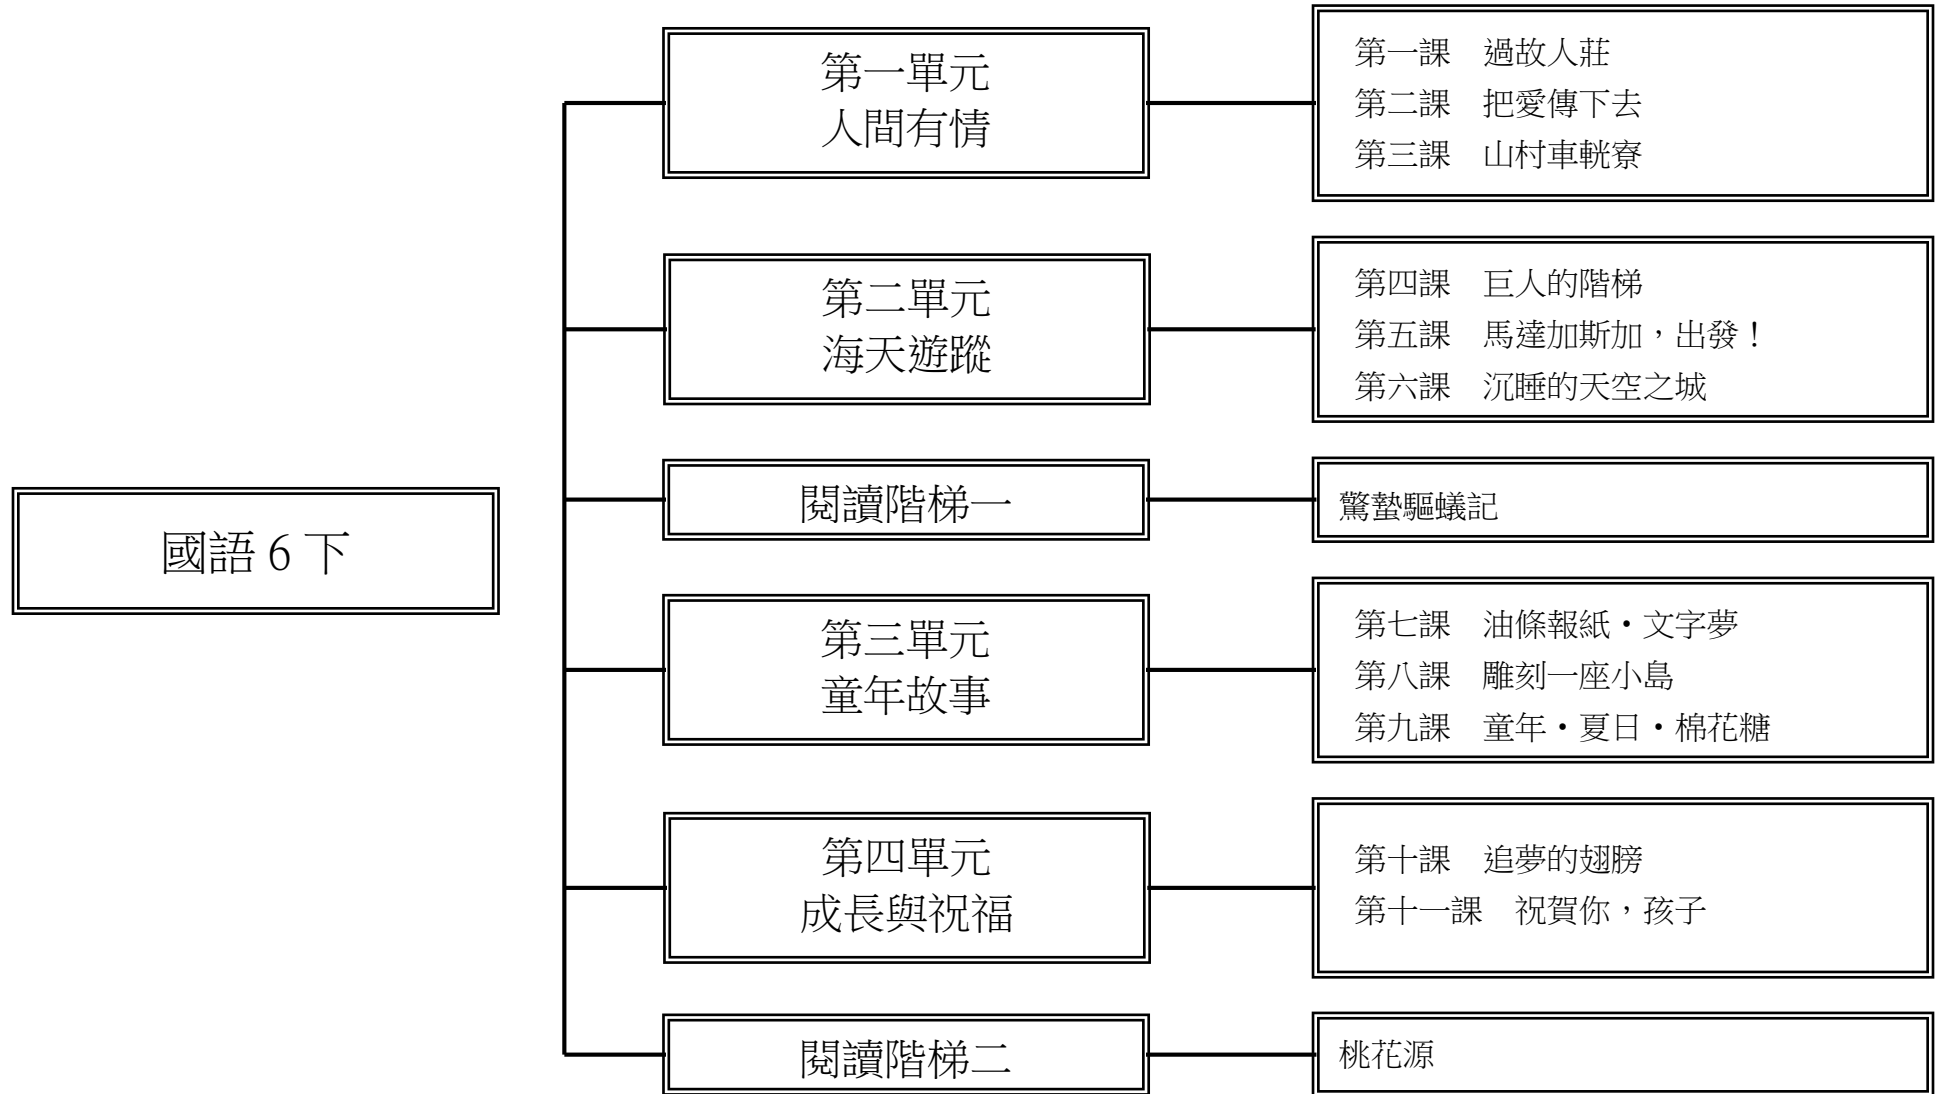 國語 6 下
第一單元
人間有情
第一課　過故人莊
第二課　把愛傳下去
第三課　山村車輄寮
第二單元
海天遊蹤
第四課　巨人的階梯
第五課　馬達加斯加，出發！
第六課　沉睡的天空之城
閱讀階梯一
驚蟄驅蟻記
第三單元
童年故事
第七課　油條報紙・文字夢
第八課　雕刻一座小島
第九課　童年・夏日・棉花糖
第四單元
成長與祝福
第十課　追夢的翅膀
第十一課　祝賀你，孩子
閱讀階梯二
桃花源